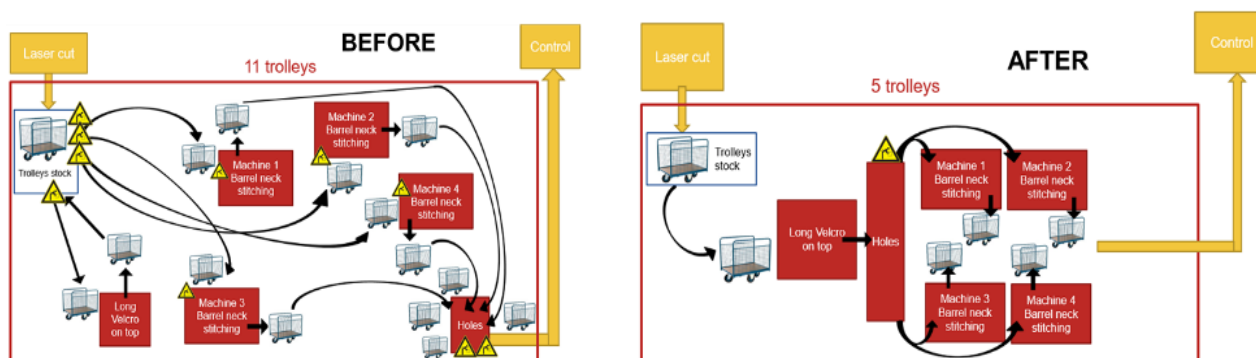 BEFORE
Laser cut
Control
11 trolleys
Trolleys stock
Machine 1
Barrel neck
stitching
Machine 2
Barrel neck
stitching
Machine 4
Barrel neck
stitching
Long
Velcro
on top
Machine 3
Barrel neck
stitching
Holes
AFTER
Laser cut
Control
5 trolleys
Trolleys
stock
Long Velcro
on top
Holes
Machine 1
Barrel neck
stitching
Machine 2
Barrel neck
stitching
Machine 3
Barrel neck
stitching
Machine 4
Barrel neck
stitching